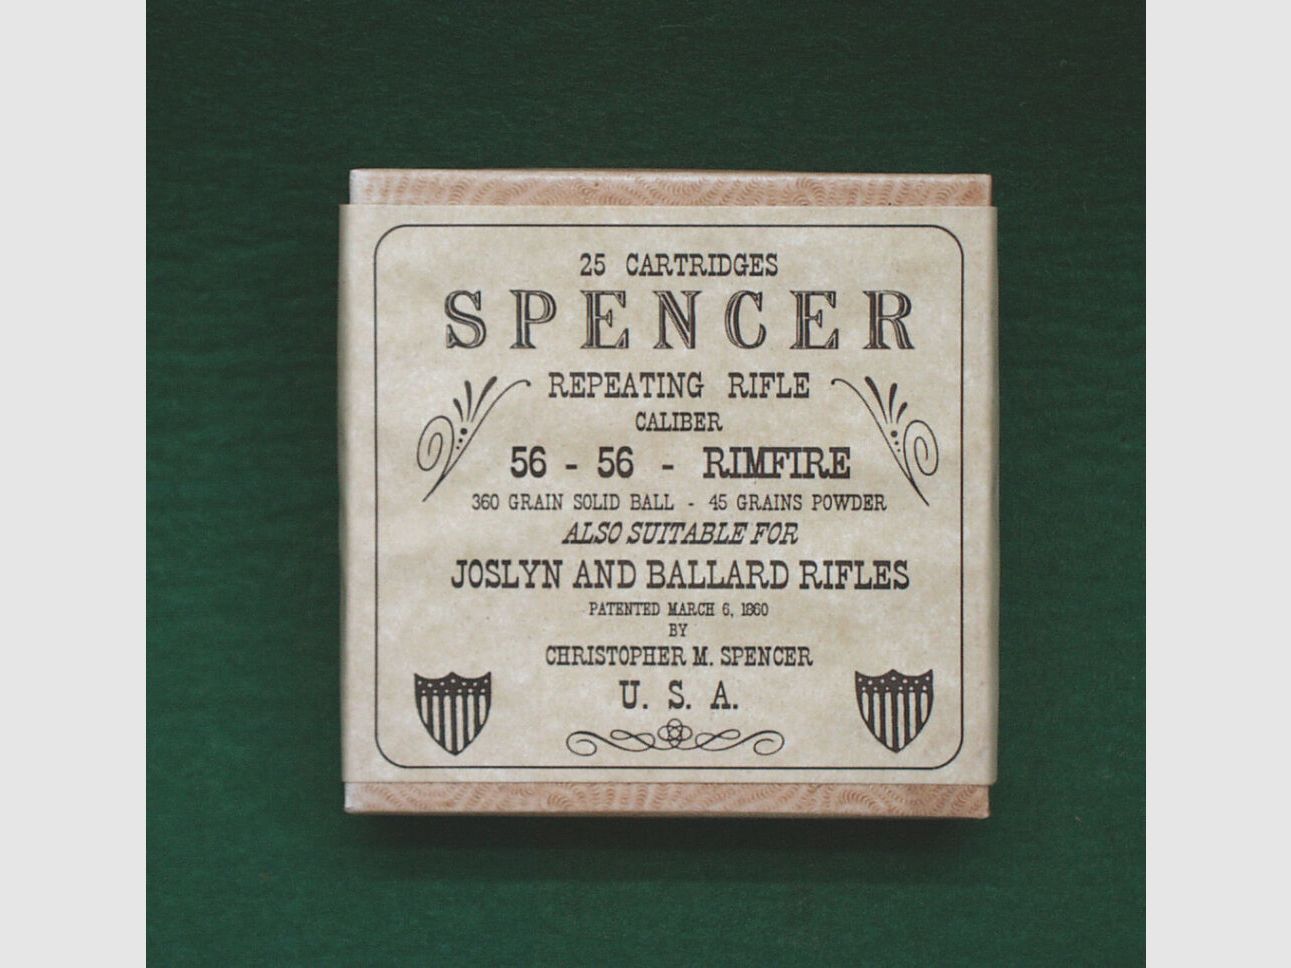 25 CARTRIDGES
SPENCER
REPEATING RIFLE
CALIBER
56 - 56 - RIMFIRE
360 GRAIN SOLID BALL - 45 GRAINS POWDER
ALSO SUITABLE FOR
JOSLYN AND BALLARD RIFLES
PATENTED MARCH 6, 1860
BY
CHRISTOPHER M. SPENCER
U. S. A.